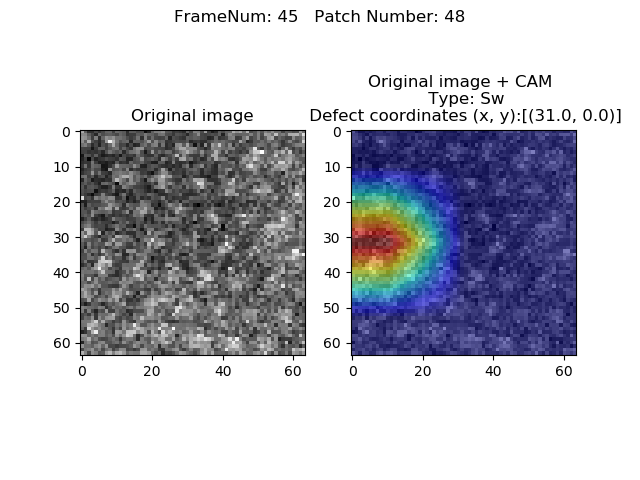 FrameNum: 45   Patch Number: 48
Original image
Original image + CAM
Type: Sw
Defect coordinates (x, y):[(31.0, 0.0)]
0
10
20
30
40
50
60
0 20 40 60
0
10
20
30
40
50
60
0 20 40 60